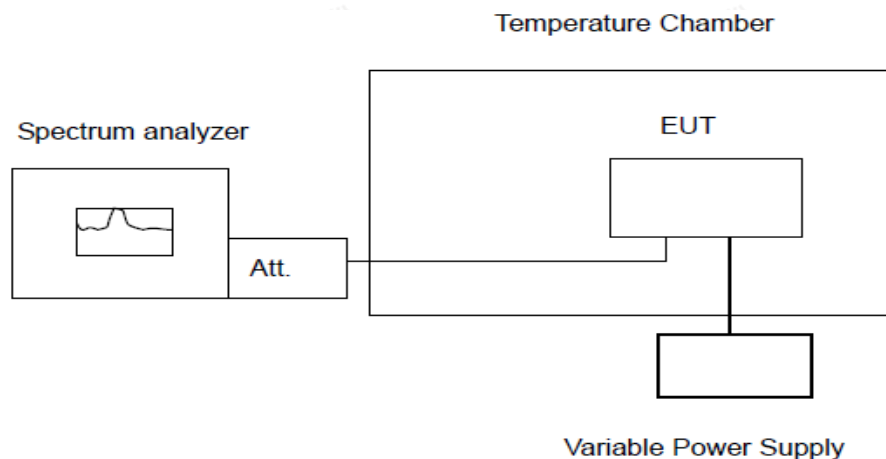 Temperature Chamber
Spectrum analyzer
EUT
Att.
Variable Power Supply